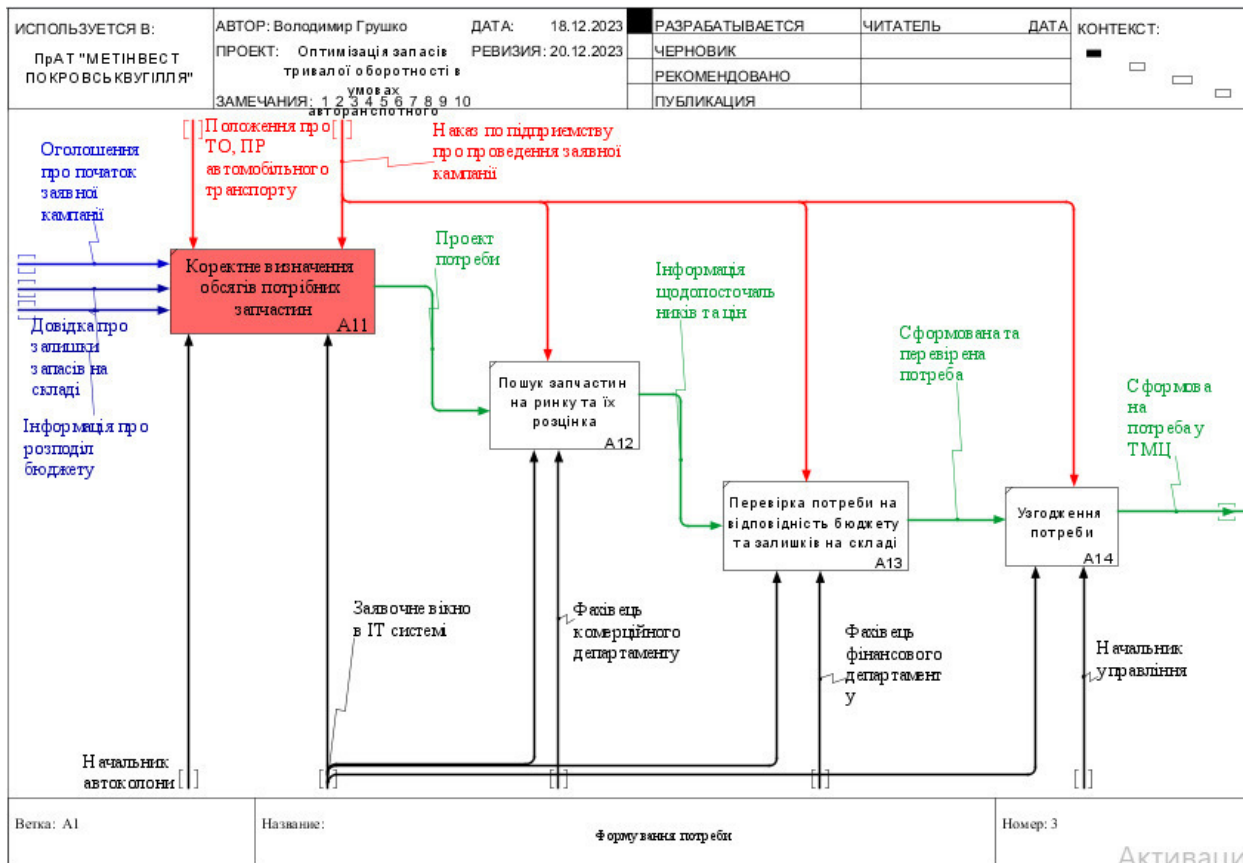 ИСПОЛЬЗУЕТСЯ В:
ПрАТ "МЕТІНВЕСТ
ПОКРОВСЬКВУГІЛЛЯ"
АВТОР: Володимир Грушко
ДАТА: 18.12.2023
ПРОЕКТ: Оптимізація запасів
тривалої оборотності в
умовах
авторанспотного
РЕВИЗИЯ: 20.12.2023
ЗАМЕЧАНИЯ: 1 2 3 4 5 6 7 8 9 10
РАЗРАБАТЫВАЕТСЯ
ЧЕРНОВИК
РЕКОМЕНДОВАНО
ПУБЛИКАЦИЯ
ЧИТАТЕЛЬ
ДАТА
КОНТЕКСТ:
Оголошення
про початок
заявної
кампанії
Положення про
ТО, ПР
автомобільного
транспорту
Наказ по підприємству
про проведення заявної
кампанії
Коректне визначення
обсягів потрібних
запчастин
A11
Проект
потреби
Довідка про
залишки
запасів на
складі
Інформація про
розподіл
бюджету
Інформація
щодопосточаль
ників та цін
Пошук запчастин
на ринку та їх
розцінка
A12
Сформована та
перевірена
потреба
Сформова
на
потреба у
ТМЦ
Перевірка потреби на
відповідність бюджету
та залишків на складі
A13
Узгодження
потреби
A14
Заявочне вікно
в ІТ системі
Фахівець
комерційного
департаменту
Фахівець
фінансового
департамент
у
Начальник
управління
Начальник
автоколони
Ветка: A1
Название:
Формування потреби
Номер: 3
Активаци